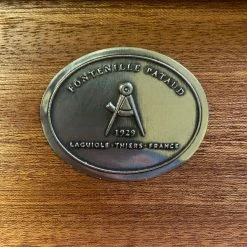 FONTENILLE PATAUD
1929
LAGUIOLE • THIERS • FRANCE